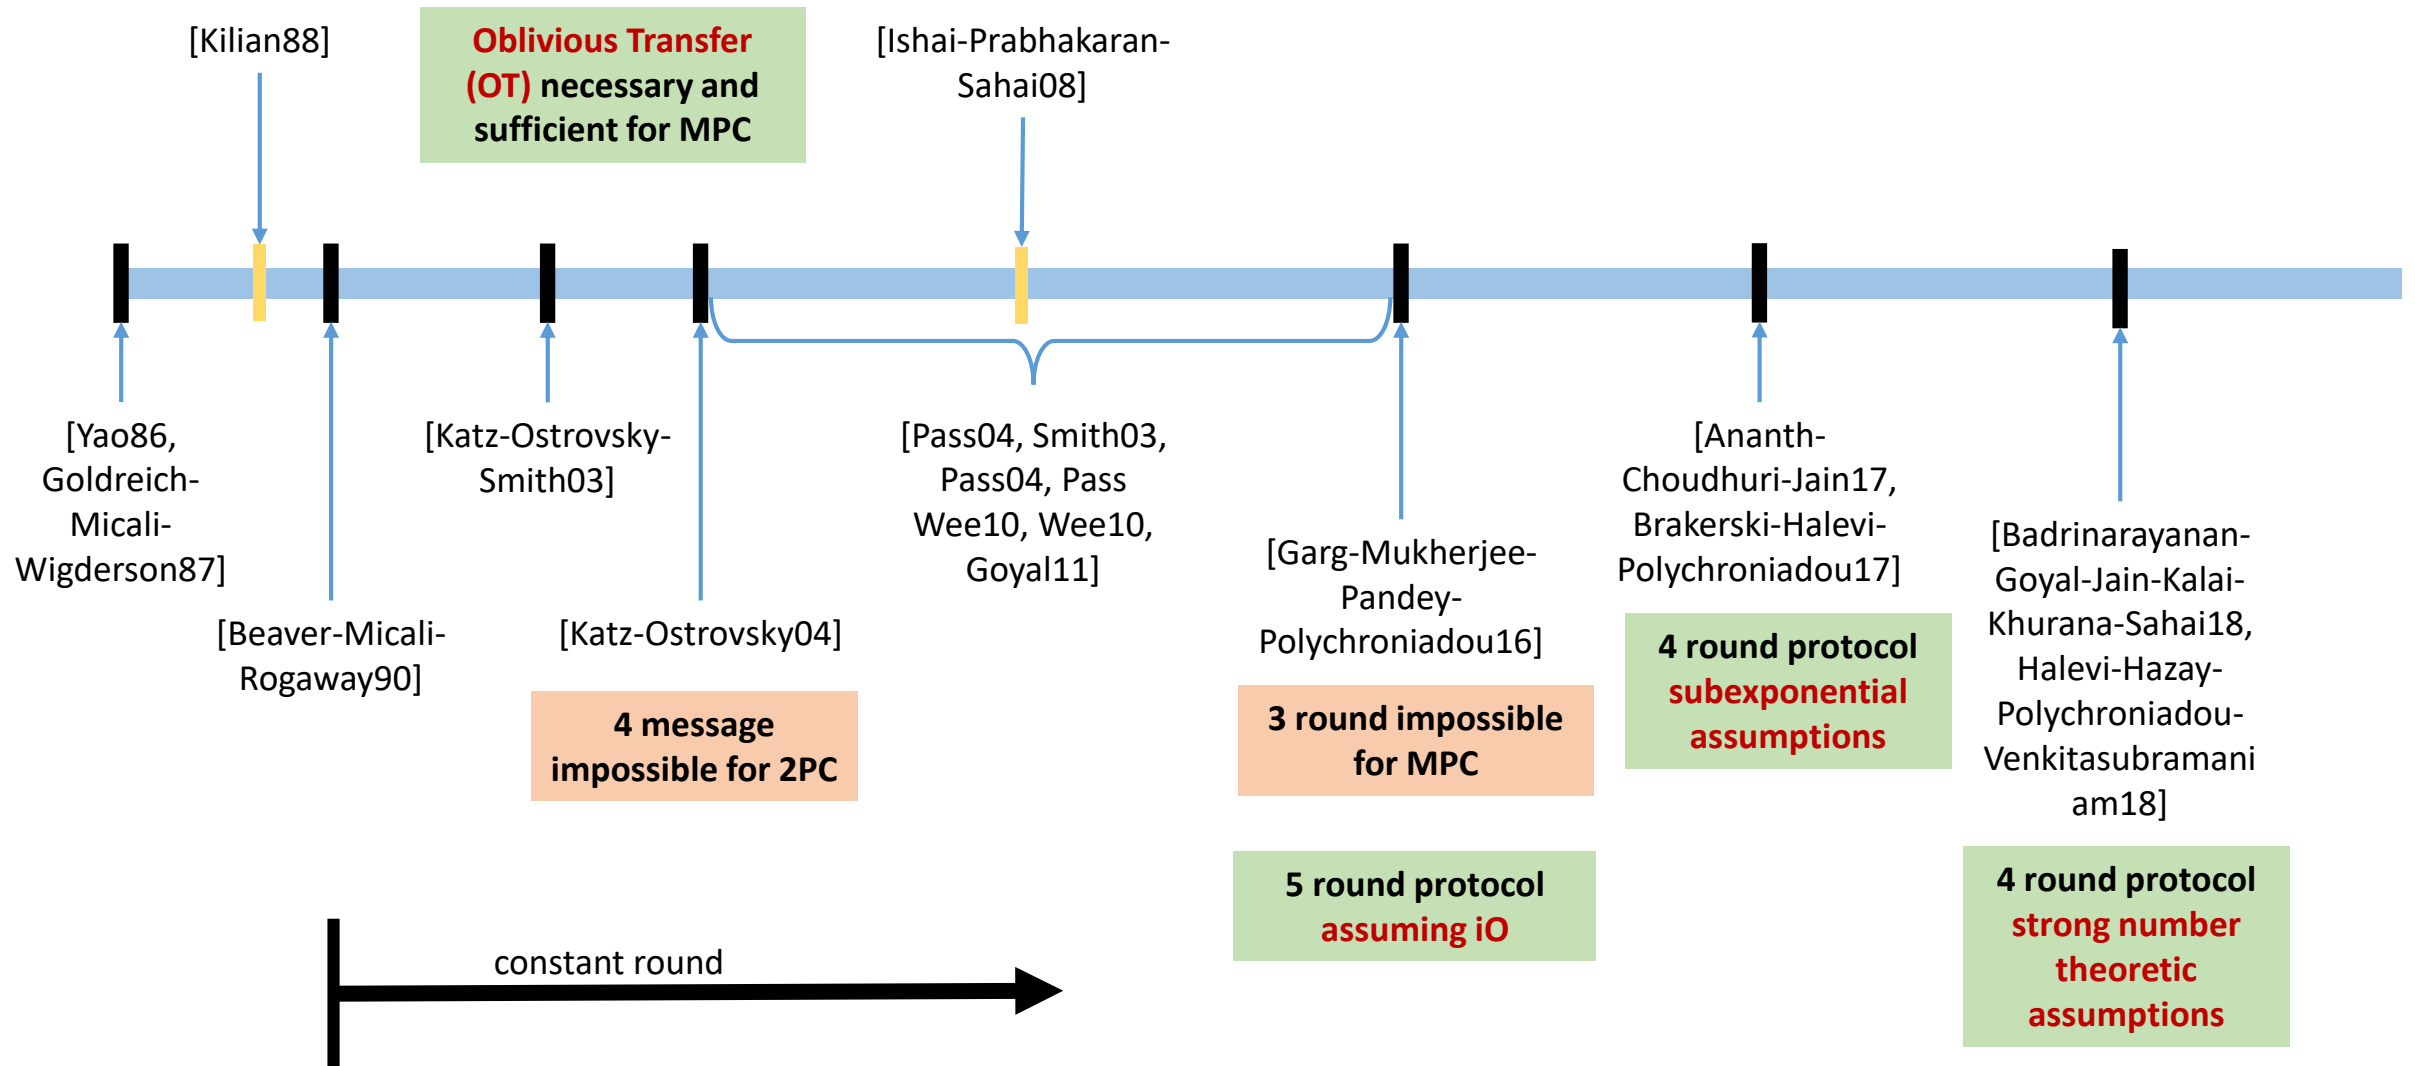 [Kilian88]
Oblivious Transfer
(OT) necessary and
sufficient for MPC
[Ishai-Prabhakaran-
Sahai08]
[Yao86,
Goldreich-
Micali-
Wigderson87]
[Beaver-Micali-
Rogaway90]
[Katz-Ostrovsky-
Smith03]
[Katz-Ostrovsky04]
4 message
impossible for 2PC
[Pass04, Smith03,
Pass04, Pass
Wee10, Wee10,
Goyal11]
[Garg-Mukherjee-
Pandey-
Polychroniadou16]
3 round impossible
for MPC
5 round protocol
assuming iO
[Ananth-
Choudhuri-Jain17,
Brakerski-Halevi-
Polychroniadou17]
4 round protocol
subexponential
assumptions
[Badrinarayanan-
Goyal-Jain-Kalai-
Khurana-Sahai18,
Halevi-Hazay-
Polychroniadou-
Venkitasubramani
am18]
4 round protocol
strong number
theoretic
assumptions
constant round